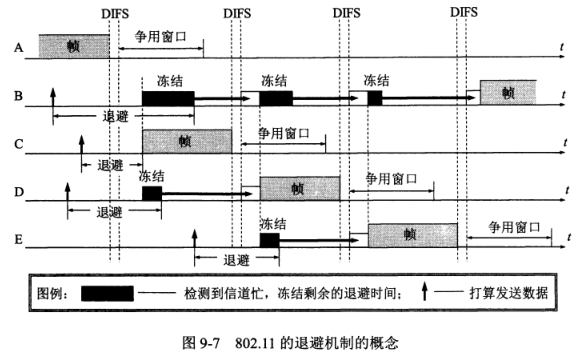 DIFS DIFS DIFS DIFS
A 帧 争用窗口 t
B 冻结 冻结 冻结 帧 t
退避
C 帧 争用窗口 t
退避
D 冻结 帧 争用窗口 t
退避
E 冻结 帧 争用窗口 t
退避
图例： 检测到信道忙，冻结剩余的退避时间； 打算发送数据
图 9-7 802.11 的退避机制的概念